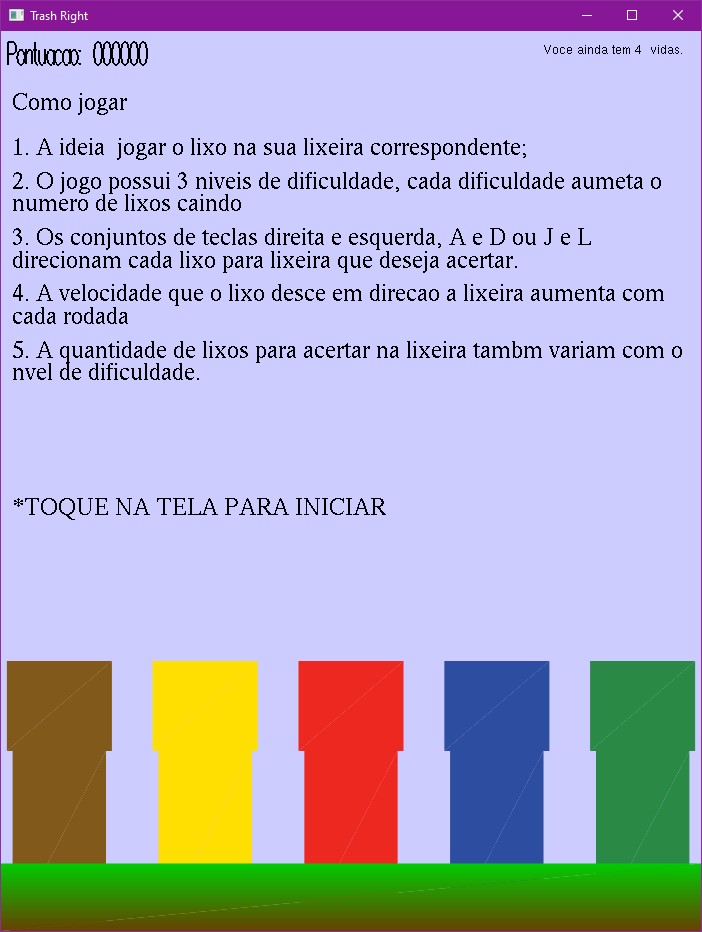 Trash Right
Pontuacao: 000000
Voce ainda tem 4 vidas.
Como jogar
1. A ideia  jogar o lixo na sua lixeira correspondente;
2. O jogo possui 3 niveis de dificuldade, cada dificuldade aumeta o
numero de lixos caindo
3. Os conjuntos de teclas direita e esquerda, A e D ou J e L
direcionam cada lixo para lixeira que deseja acertar.
4. A velocidade que o lixo desce em direcao a lixeira aumenta com
cada rodada
5. A quantidade de lixos para acertar na lixeira tambm variam com o
nvel de dificuldade.
*TOQUE NA TELA PARA INICIAR